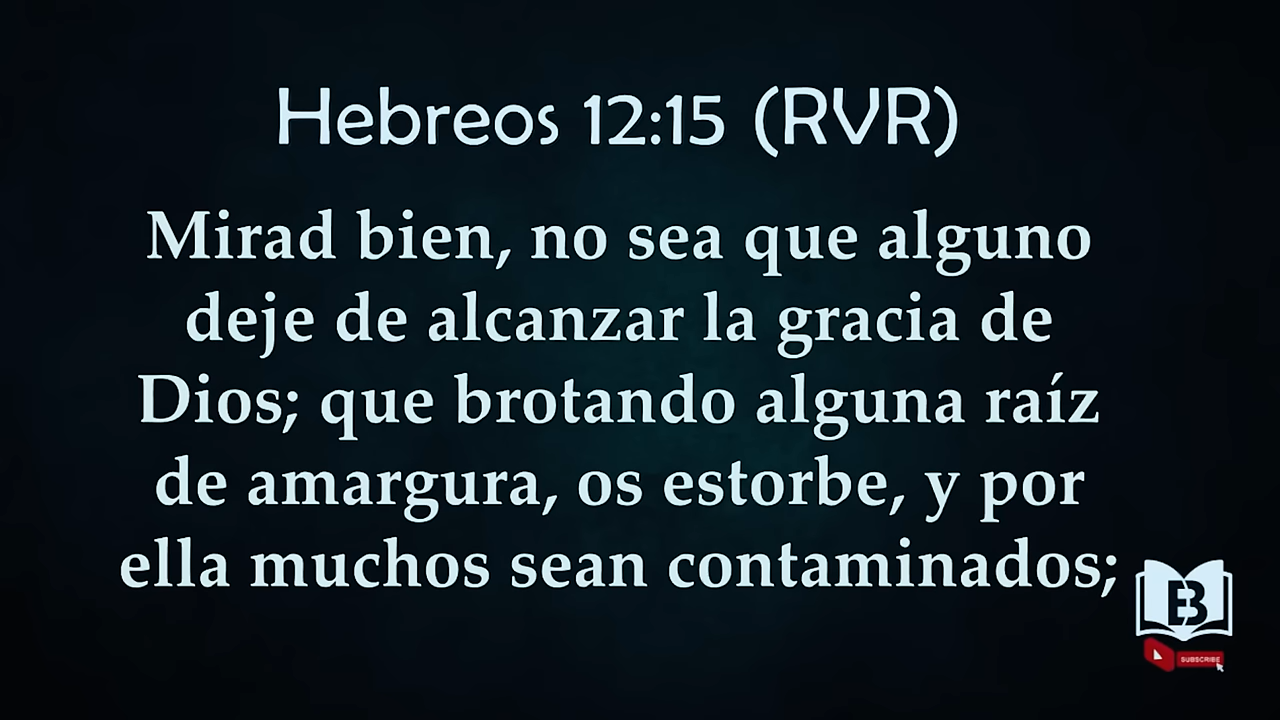 Hebreos 12:15 (RVR)
Mirad bien, no sea que alguno
deje de alcanzar la gracia de
Dios; que brotando alguna raíz
de amargura, os estorbe, y por
ella muchos sean contaminados;
EB
SUBSCRIBE